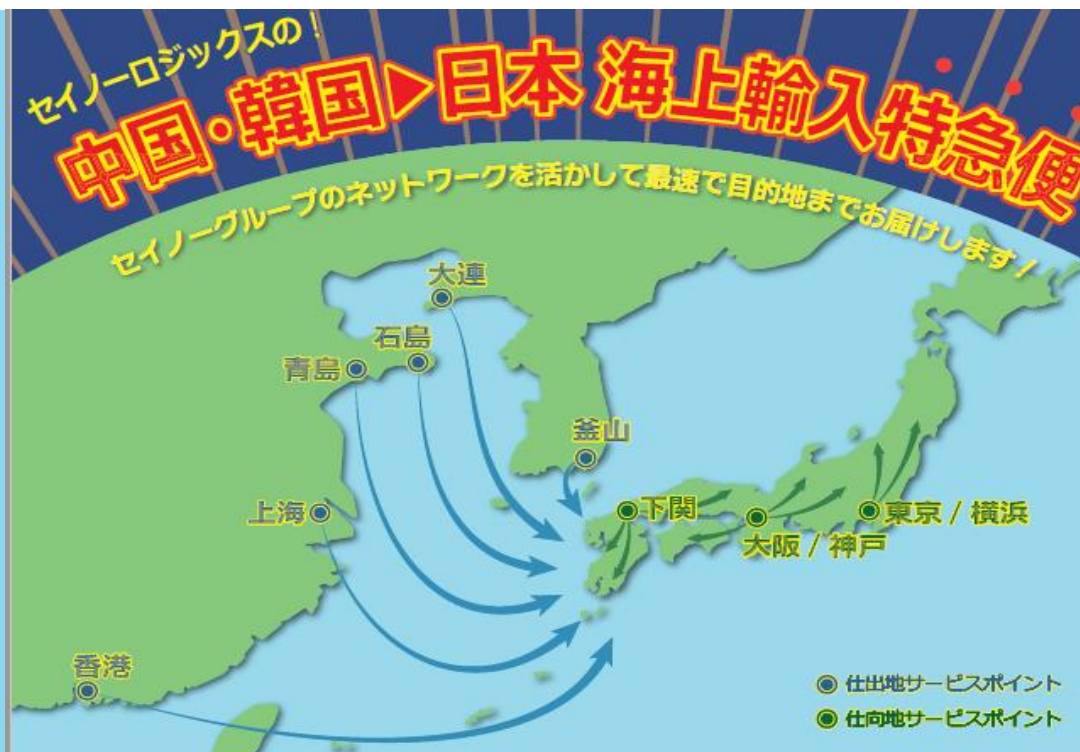 セイノーロジックスの！
中国・韓国▶日本 海上輸入特急便
セイノーグループのネットワークを活かして最速で目的地までお届けします！
大連
石島
青島
釜山
上海
下関
東京 / 横浜
大阪 / 神戸
香港
仕出地サービスポイント
仕向地サービスポイント